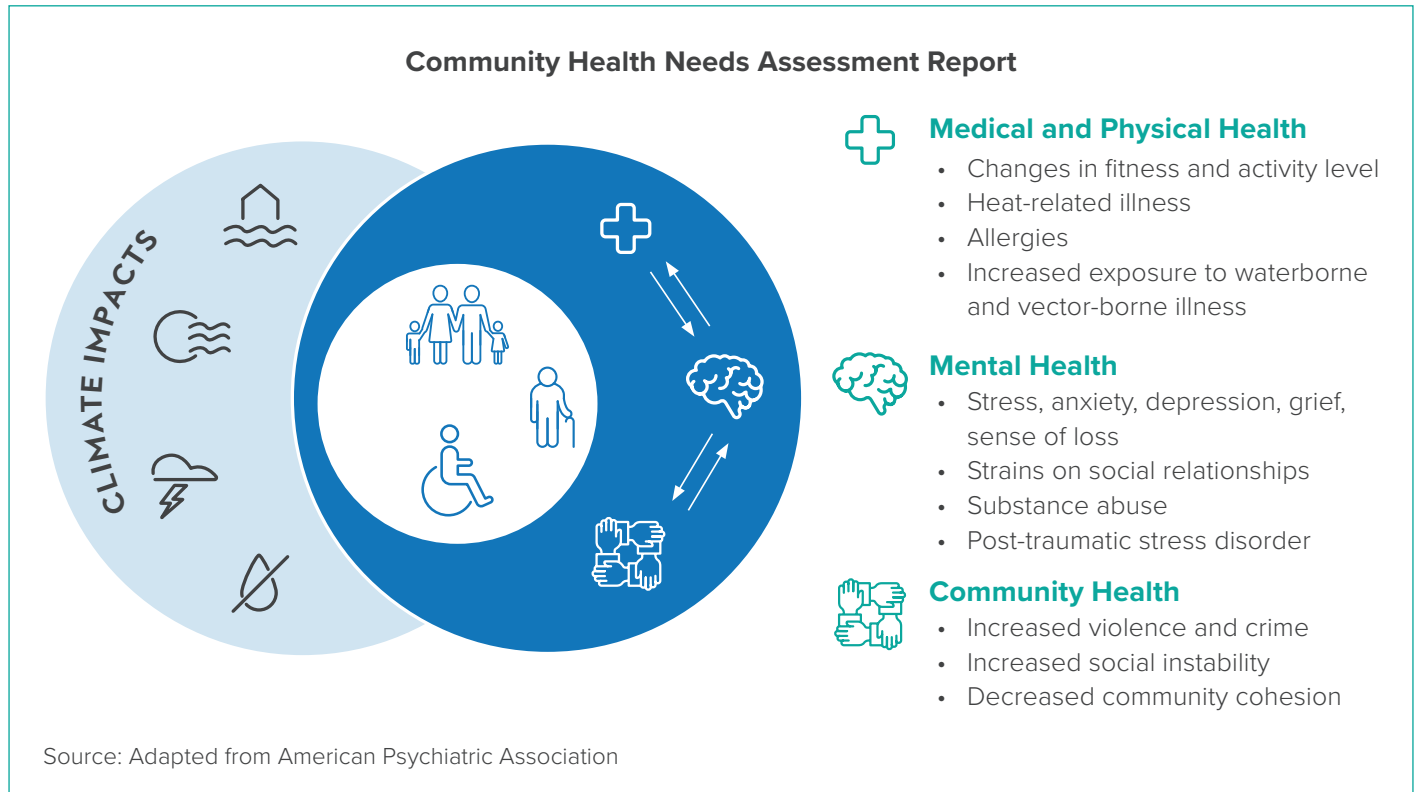 Community Health Needs Assessment Report
CLIMATE IMPACTS
Medical and Physical Health
• Changes in fitness and activity level
• Heat-related illness
• Allergies
• Increased exposure to waterborne
and vector-borne illness
Mental Health
• Stress, anxiety, depression, grief,
sense of loss
• Strains on social relationships
• Substance abuse
• Post-traumatic stress disorder
Community Health
• Increased violence and crime
• Increased social instability
• Decreased community cohesion
Source: Adapted from American Psychiatric Association